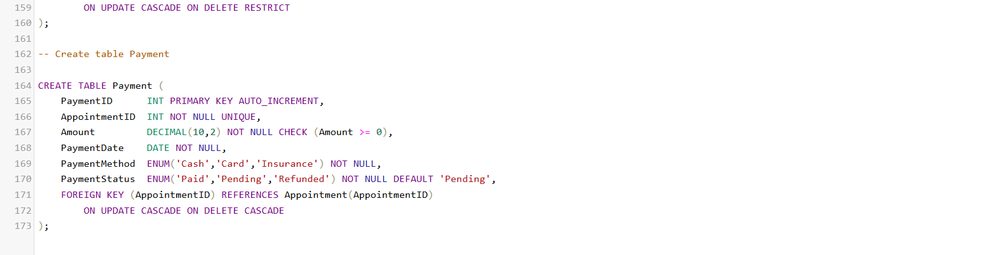 159         ON UPDATE CASCADE ON DELETE RESTRICT
160 );
161
162 -- Create table Payment
163
164 CREATE TABLE Payment (
165     PaymentID      INT PRIMARY KEY AUTO_INCREMENT,
166     AppointmentID  INT NOT NULL UNIQUE,
167     Amount         DECIMAL(10,2) NOT NULL CHECK (Amount >= 0),
168     PaymentDate    DATE NOT NULL,
169     PaymentMethod  ENUM('Cash','Card','Insurance') NOT NULL,
170     PaymentStatus  ENUM('Paid','Pending','Refunded') NOT NULL DEFAULT 'Pending',
171     FOREIGN KEY (AppointmentID) REFERENCES Appointment(AppointmentID)
172         ON UPDATE CASCADE ON DELETE CASCADE
173 );